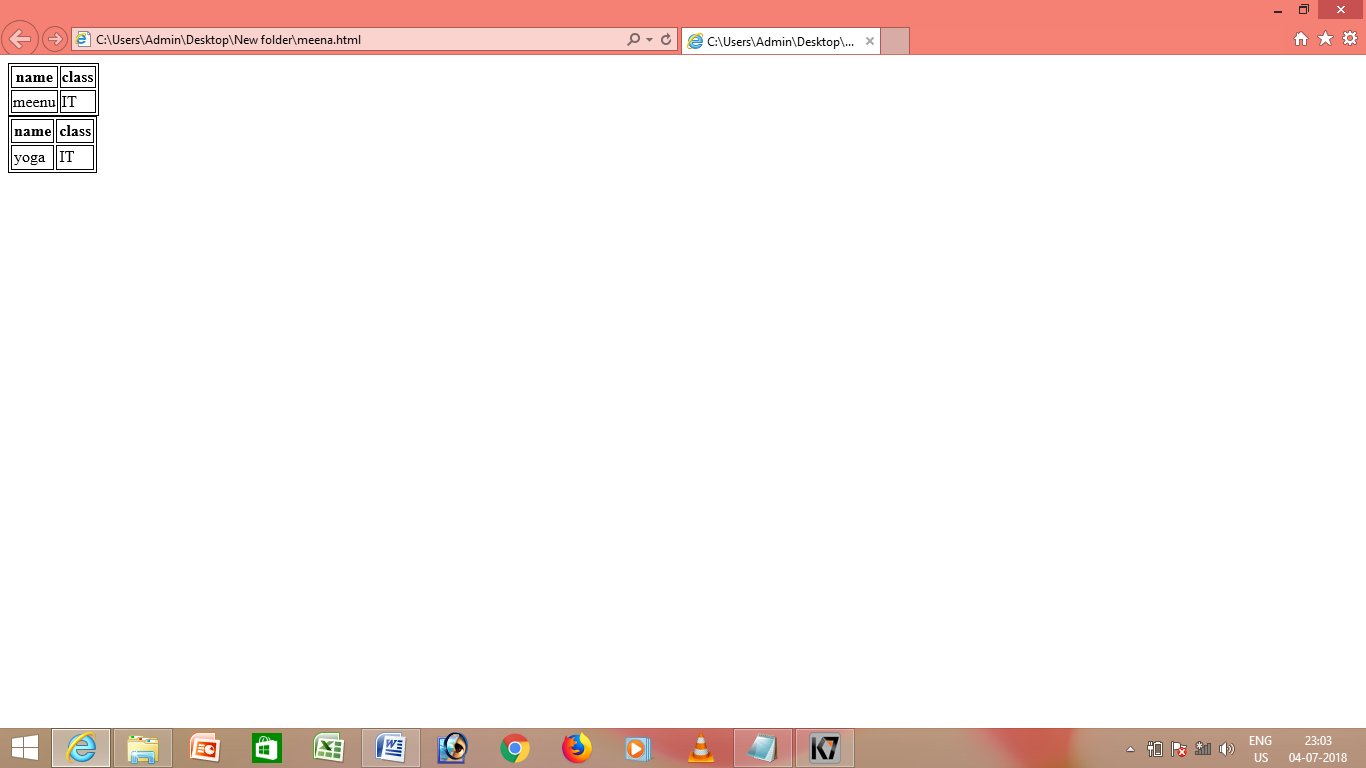 C:\Users\Admin\Desktop\New folder\meena.html
C:\Users\Admin\Desktop\...
name class
meenu IT
name class
yoga IT
ENG 23:03
US 04-07-2018
K7